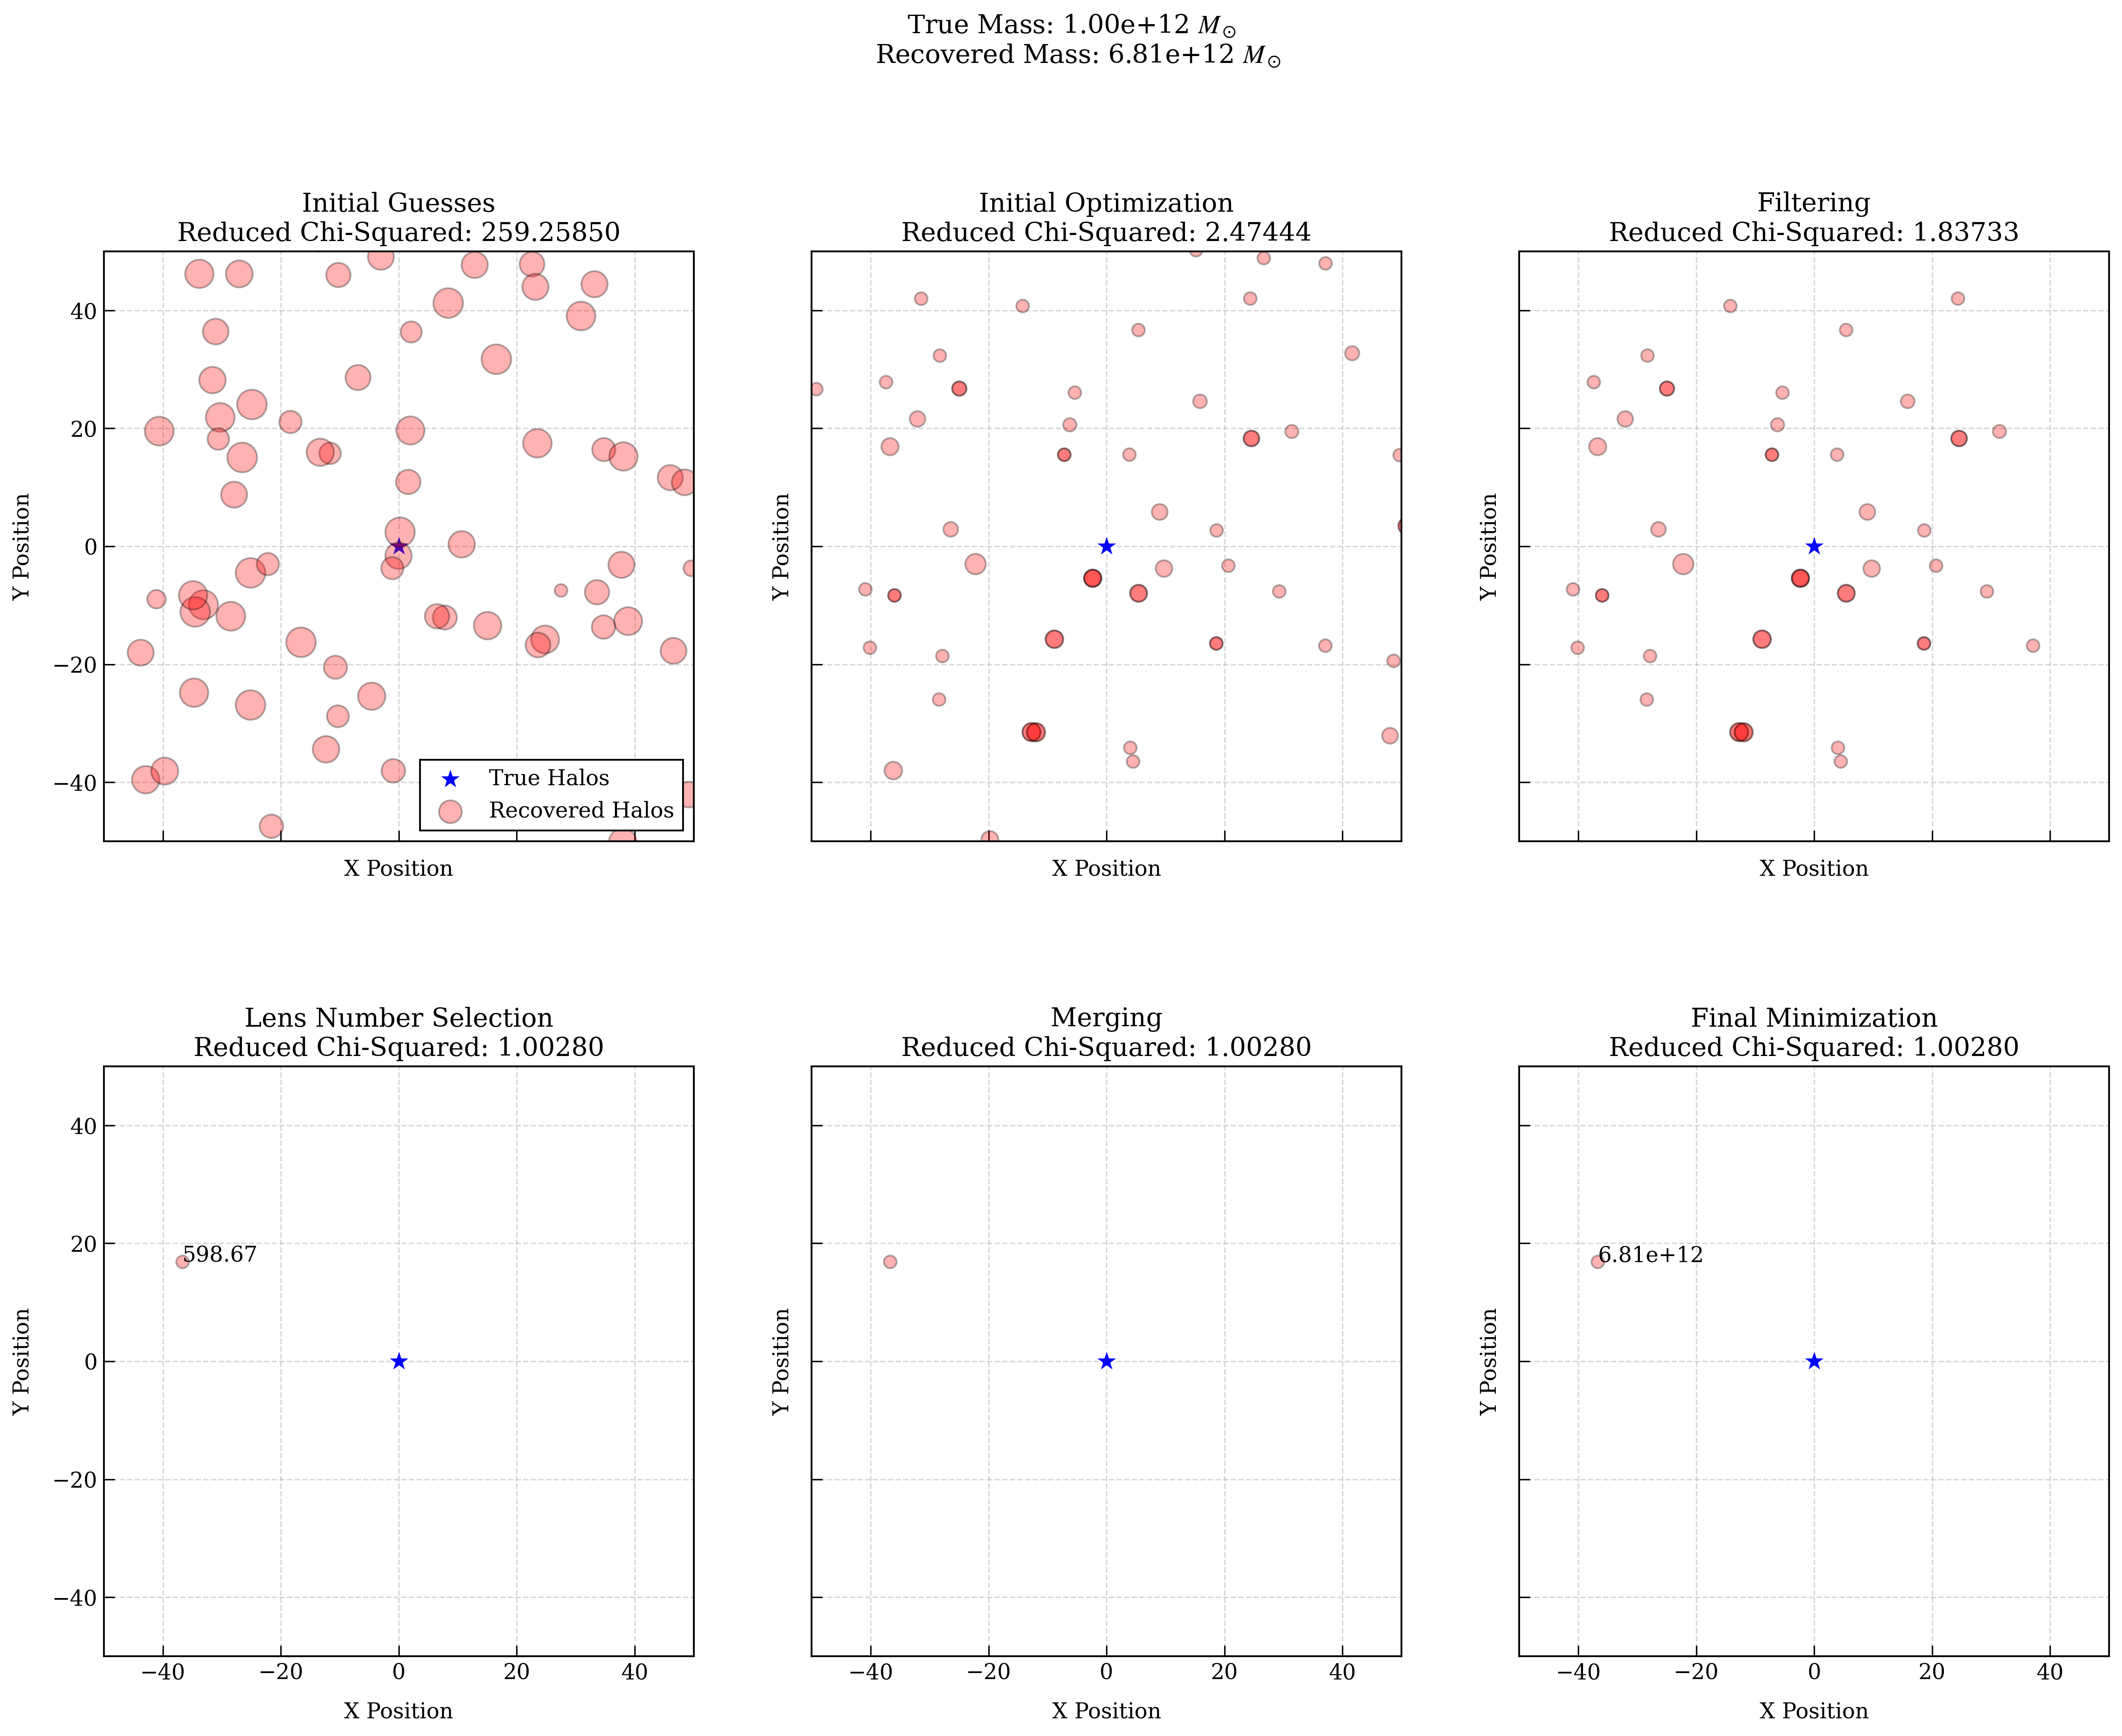 True Mass: 1.00e+12 M⊙
Recovered Mass: 6.81e+12 M⊙
Initial Guesses
Reduced Chi-Squared: 259.25850
Y Position
40
20
0
−20
−40
True Halos
Recovered Halos
X Position
Initial Optimization
Reduced Chi-Squared: 2.47444
Y Position
X Position
Filtering
Reduced Chi-Squared: 1.83733
Y Position
X Position
Lens Number Selection
Reduced Chi-Squared: 1.00280
Y Position
40
20
0
−20
−40
598.67
−40 −20 0 20 40
X Position
Merging
Reduced Chi-Squared: 1.00280
Y Position
−40 −20 0 20 40
X Position
Final Minimization
Reduced Chi-Squared: 1.00280
Y Position
6.81e+12
−40 −20 0 20 40
X Position